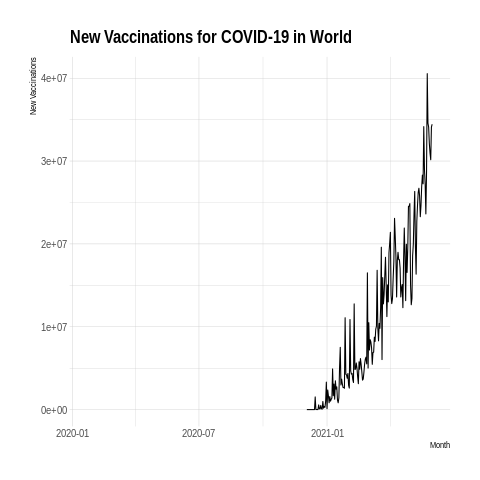 New Vaccinations for COVID-19 in World
New Vaccinations
4e+07
3e+07
2e+07
1e+07
0e+00
2020-01
2020-07
2021-01
Month